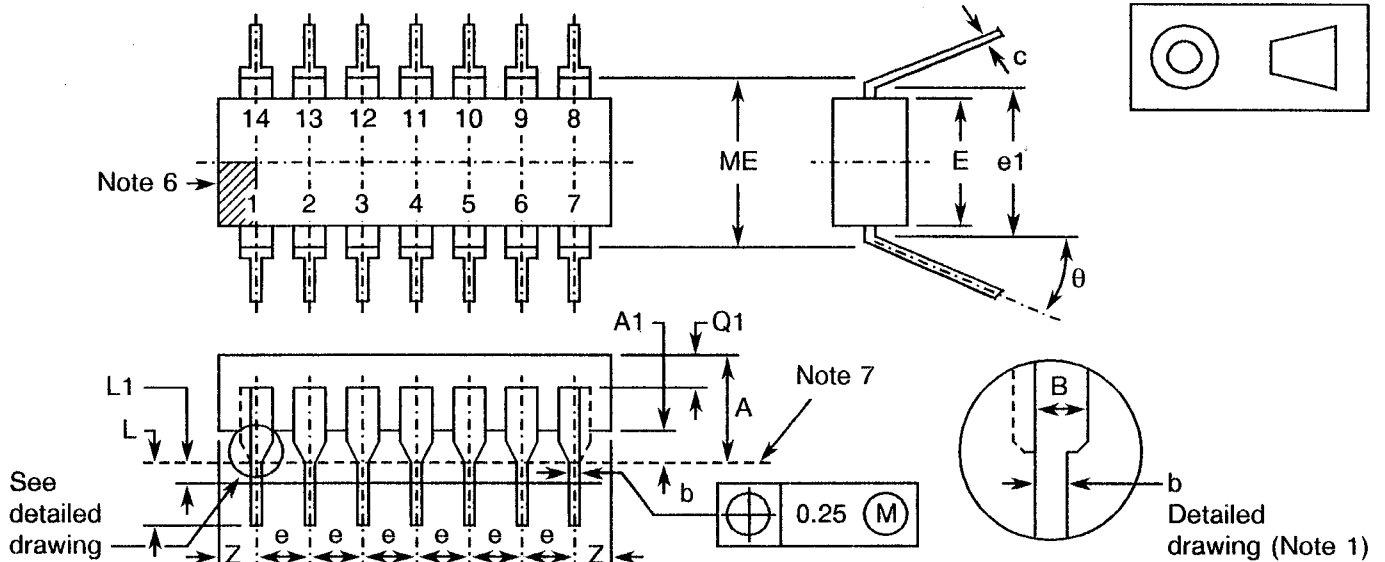 14 13 12 11 10 9 8
1 2 3 4 5 6 7
Note 6
ME
c
E
e1
θ
A1
Q1
L1
L
A
Note 7
b
0.25 M
See
detailed
drawing
Z e e e e e e Z
B
b
Detailed
drawing (Note 1)